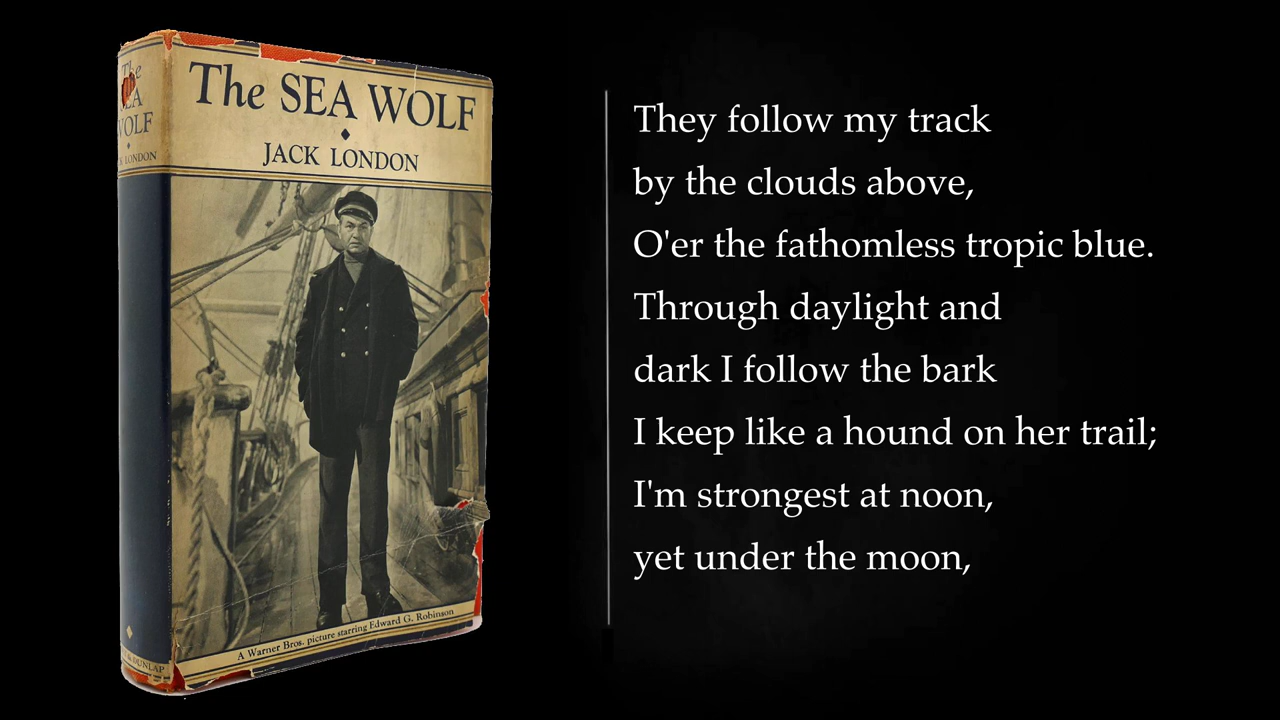 The
SEA
WOLF
LONDON
DUNLAP
The SEA WOLF
JACK LONDON
A Warner Bros. picture starring Edward G. Robinson
They follow my track
by the clouds above,
O'er the fathomless tropic blue.
Through daylight and
dark I follow the bark
I keep like a hound on her trail;
I'm strongest at noon,
yet under the moon,